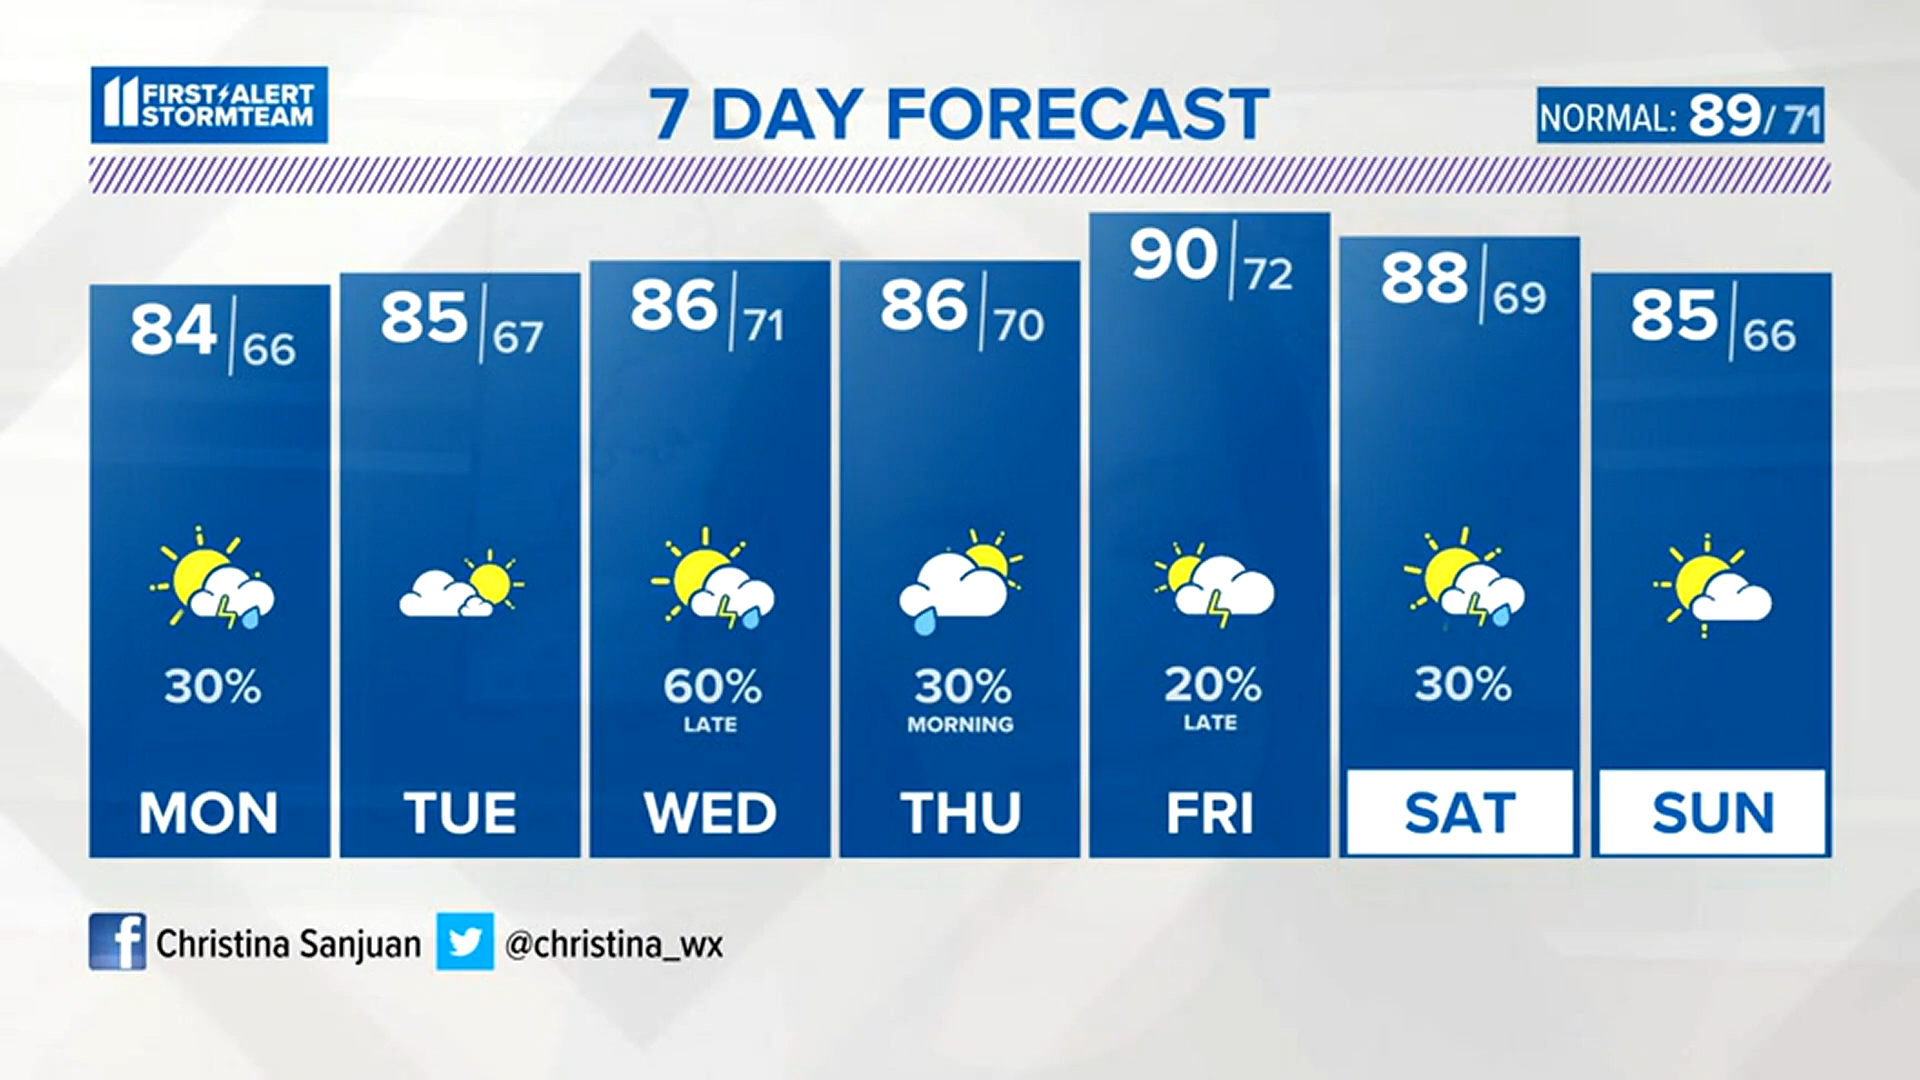 11 FIRST ALERT
STORMTEAM
7 DAY FORECAST
NORMAL: 89/71
84 66
30%
MON
85 67
TUE
86 71
60%
LATE
WED
86 70
30%
MORNING
THU
90 72
20%
LATE
FRI
88 69
30%
SAT
85 66
SUN
f Christina Sanjuan
@christina_wx